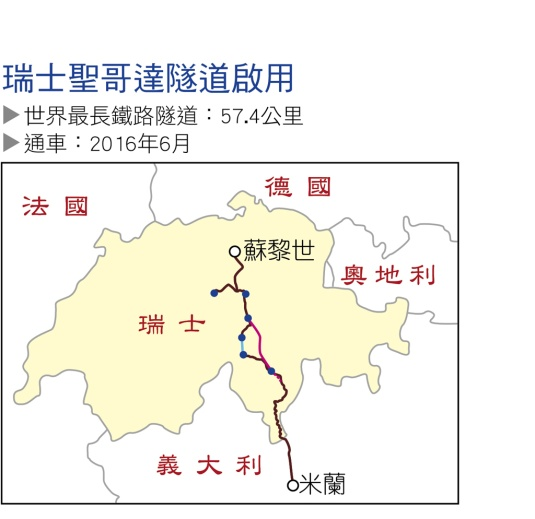 瑞士聖哥達隧道啟用
▶世界最長鐵路隧道：57.4公里
▶通車：2016年6月
德國
法國
蘇黎世
奧地利
瑞士
義大利
米蘭